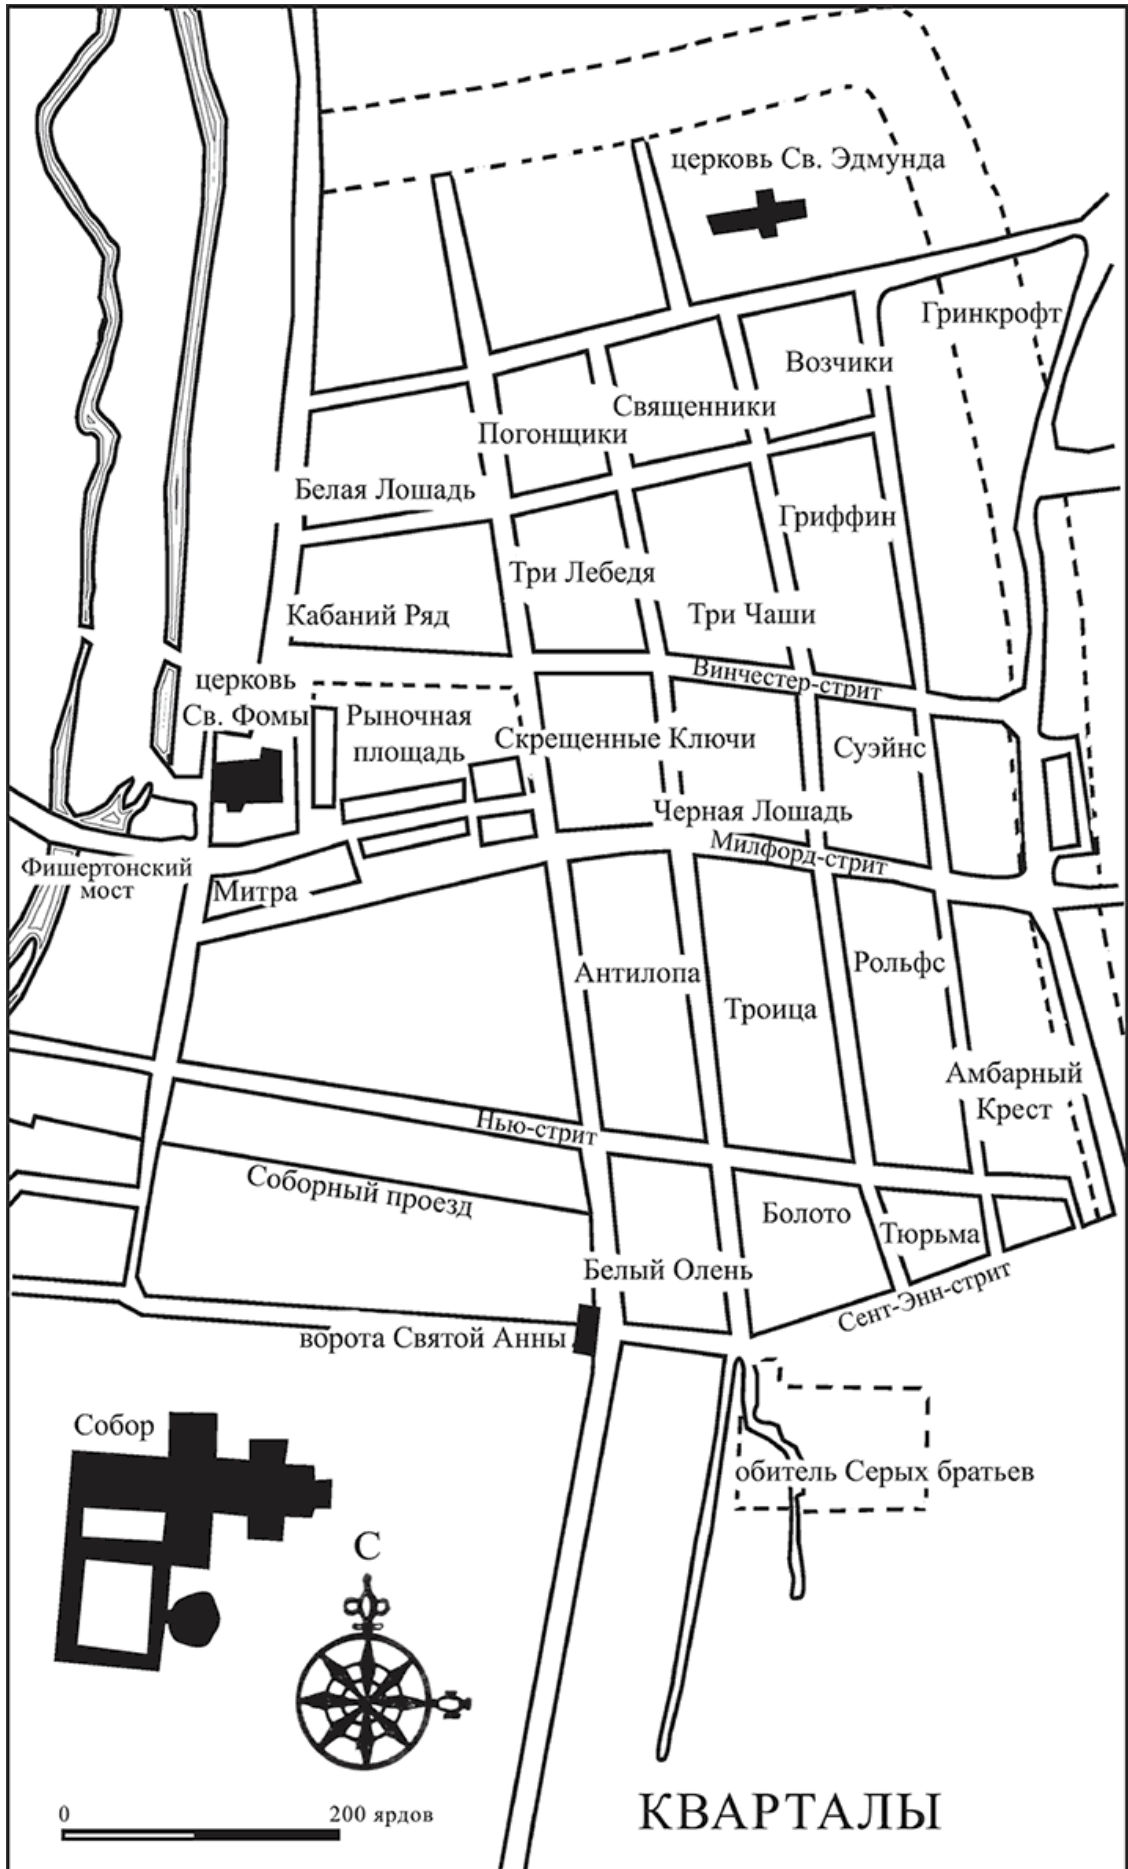 церковь Св. Эдмунда
Гринкрофт
Возчики
Священники
Погонщики
Белая Лошадь
Гриффин
Три Лебедя
Кабаний Ряд
Три Чаши
Винчестер-стрит
церковь
Св. Фомы
Рыночная
площадь
Скрещенные Ключи
Суэйнс
Черная Лошадь
Милфорд-стрит
Фишертонский
мост
Митра
Антилопа
Рольфс
Троица
Амбарный
Крест
Нью-стрит
Соборный проезд
Болото
Тюрьма
Белый Олень
Сент-Энн-стрит
ворота Святой Анны
Собор
обитель Серых братьев
С
0 200 ярдов
КВАРТАЛЫ